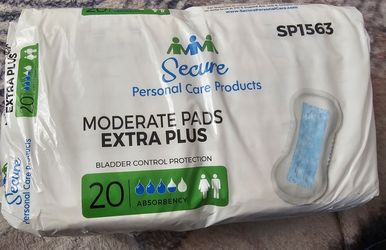 Secure
Personal Care Products
SP1563
MODERATE PADS
EXTRA PLUS
BLADDER CONTROL PROTECTION
20
ABSORBENCY
EXTRA PLUS
20
Secure
Personal Care Products